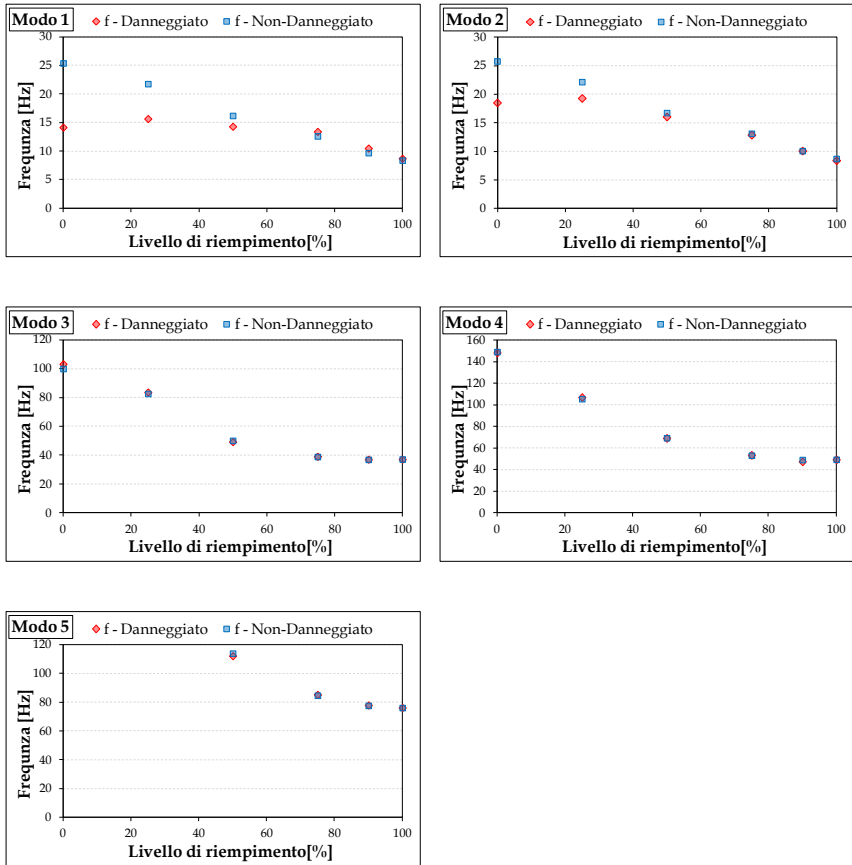 Modo 1
f - Danneggiato
f - Non-Danneggiato
30
25
20
15
10
5
0
Frequnza [Hz]
0 20 40 60 80 100
Livello di riempimento[%]
Modo 2
f - Danneggiato
f - Non-Danneggiato
30
25
20
15
10
5
0
Frequnza [Hz]
0 20 40 60 80 100
Livello di riempimento[%]
Modo 3
f - Danneggiato
f - Non-Danneggiato
120
100
80
60
40
20
0
Frequnza [Hz]
0 20 40 60 80 100
Livello di riempimento[%]
Modo 4
f - Danneggiato
f - Non-Danneggiato
160
140
120
100
80
60
40
20
0
Frequnza [Hz]
0 20 40 60 80 100
Livello di riempimento[%]
Modo 5
f - Danneggiato
f - Non-Danneggiato
120
100
80
60
40
20
0
Frequnza [Hz]
0 20 40 60 80 100
Livello di riempimento[%]